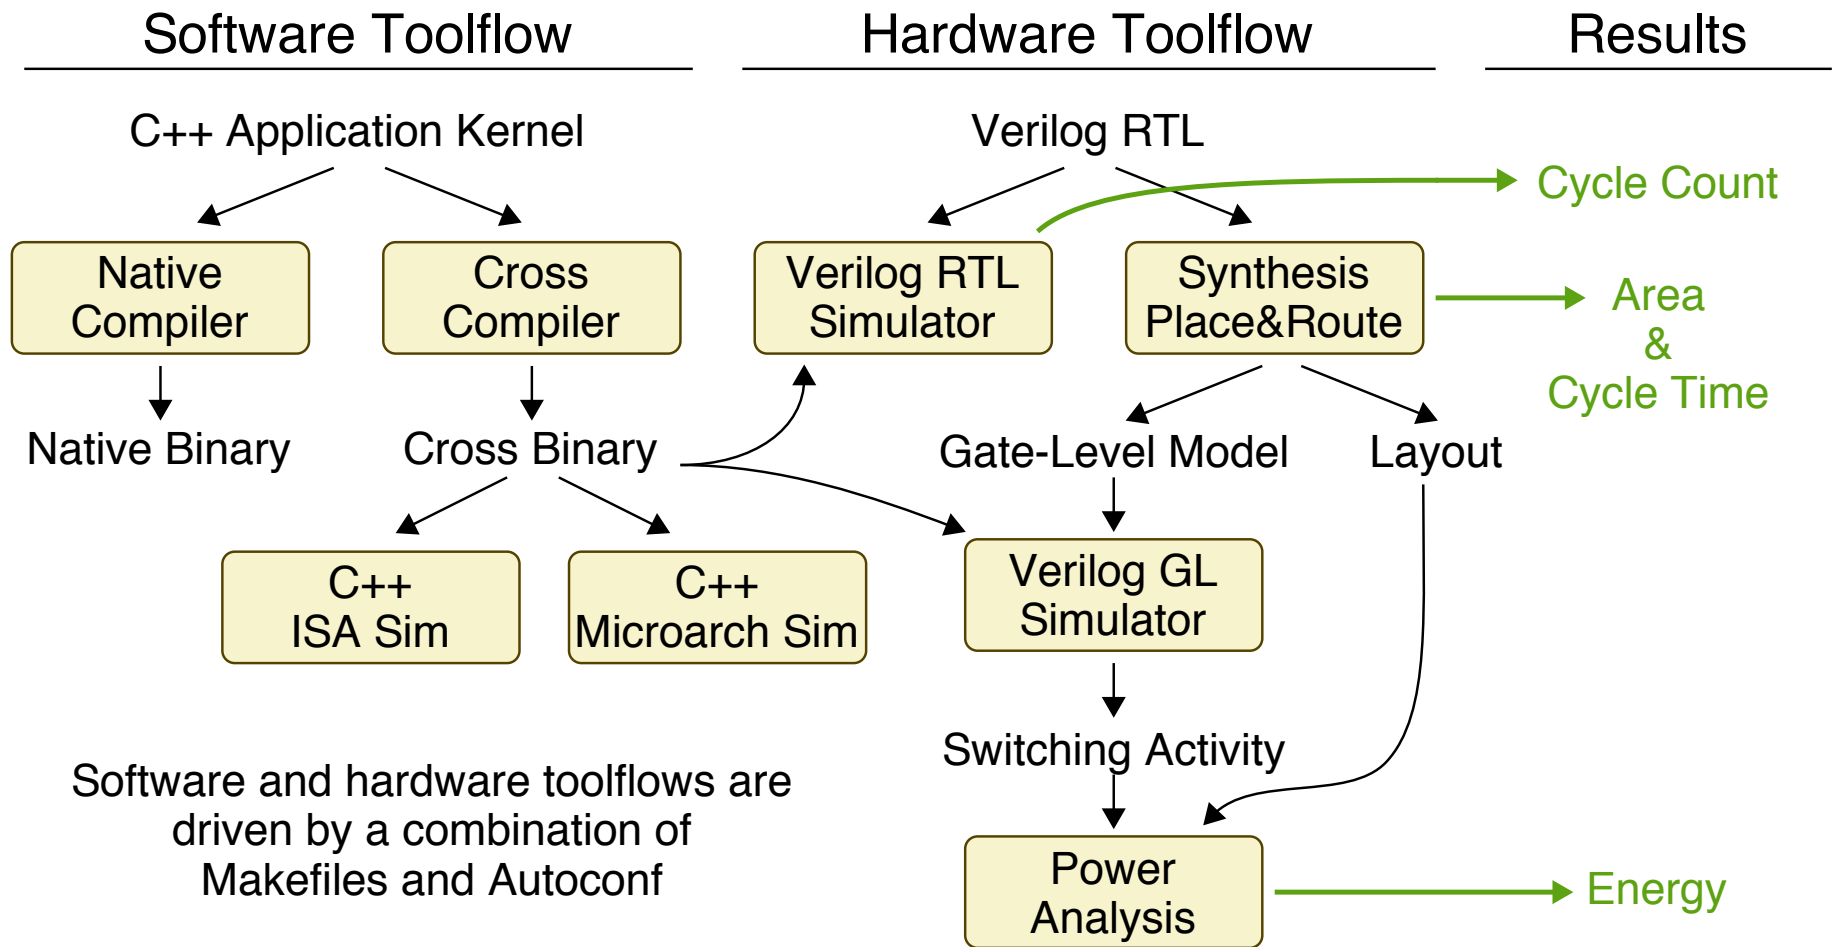 Software Toolflow
Hardware Toolflow
Results
C++ Application Kernel
Verilog RTL
Cycle Count
Native
Compiler
Cross
Compiler
Verilog RTL
Simulator
Synthesis
Place&Route
Area
&
Cycle Time
Native Binary
Cross Binary
Gate-Level Model
Layout
C++
ISA Sim
C++
Microarch Sim
Verilog GL
Simulator
Switching Activity
Software and hardware toolflows are
driven by a combination of
Makefiles and Autoconf
Power
Analysis
Energy